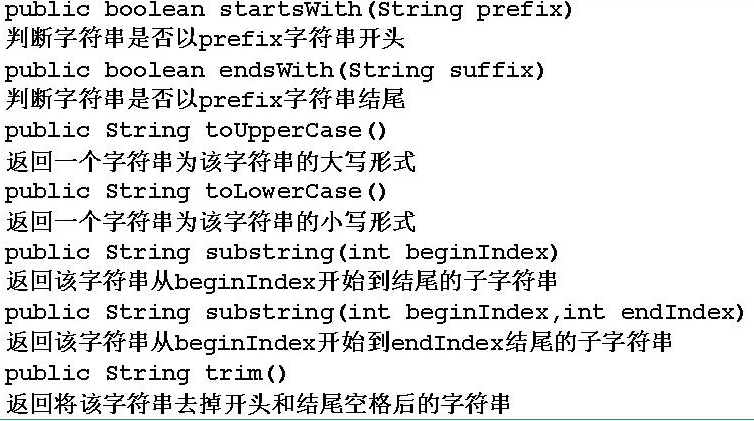 public boolean startsWith(String prefix)
判断字符串是否以prefix字符串开头
public boolean endsWith(String suffix)
判断字符串是否以prefix字符串结尾
public String toUpperCase()
返回一个字符串为该字符串的大写形式
public String toLowerCase()
返回一个字符串为该字符串的小写形式
public String substring(int beginIndex)
返回该字符串从beginIndex开始到结尾的子字符串
public String substring(int beginIndex,int endIndex)
返回该字符串从beginIndex开始到endIndex结尾的子字符串
public String trim()
返回将该字符串去掉开头和结尾空格后的字符串